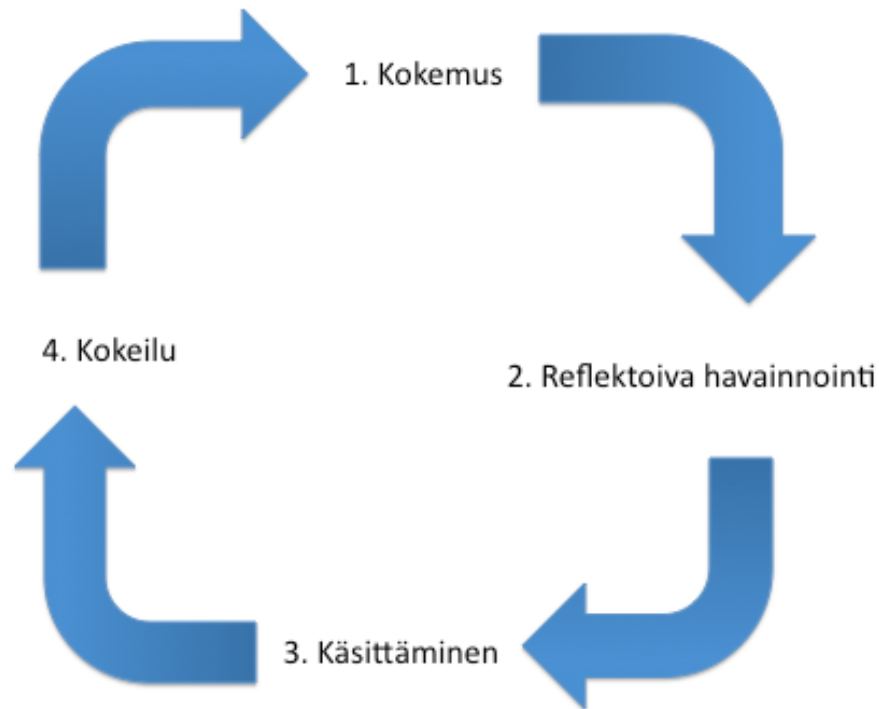 1. Kokemus
2. Reflektoiva havainnointi
3. Käsittäminen
4. Kokeilu